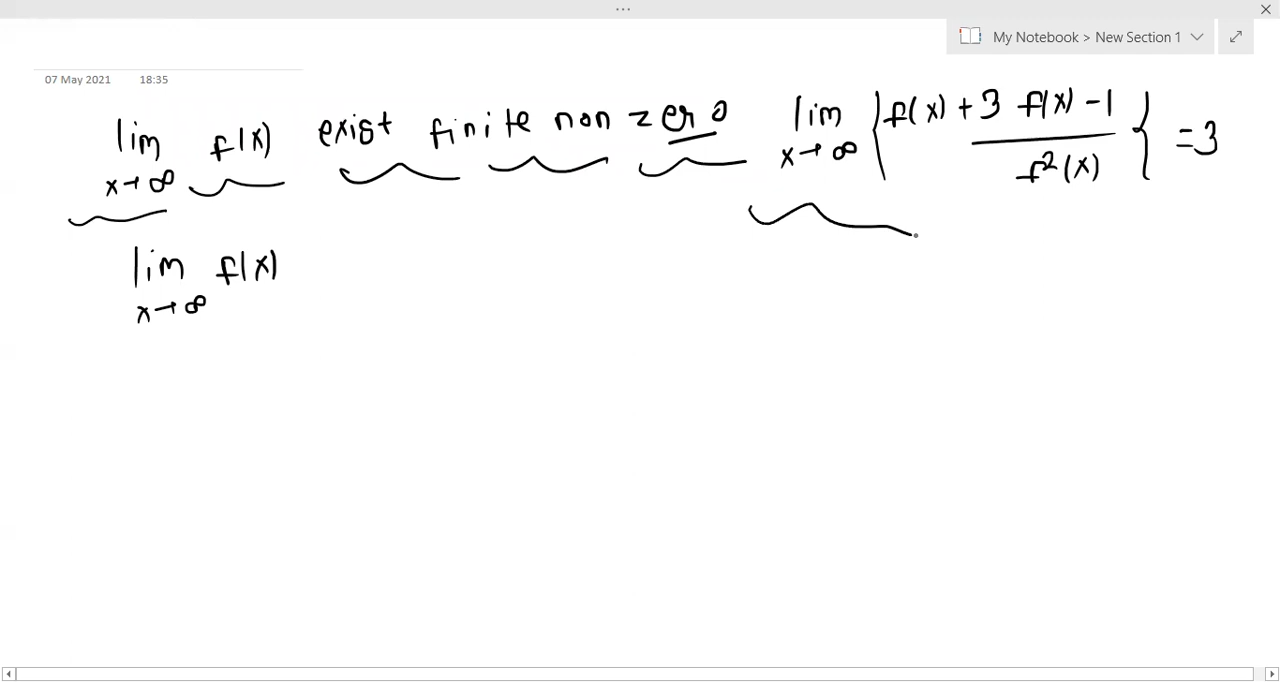 My Notebook > New Section 1
07 May 2021 18:35
lim x→∞ f(x) exist finite non zero lim x→∞ {f(x) + (3 f(x) - 1)/f²(x)} = 3
lim x→∞ f(x)